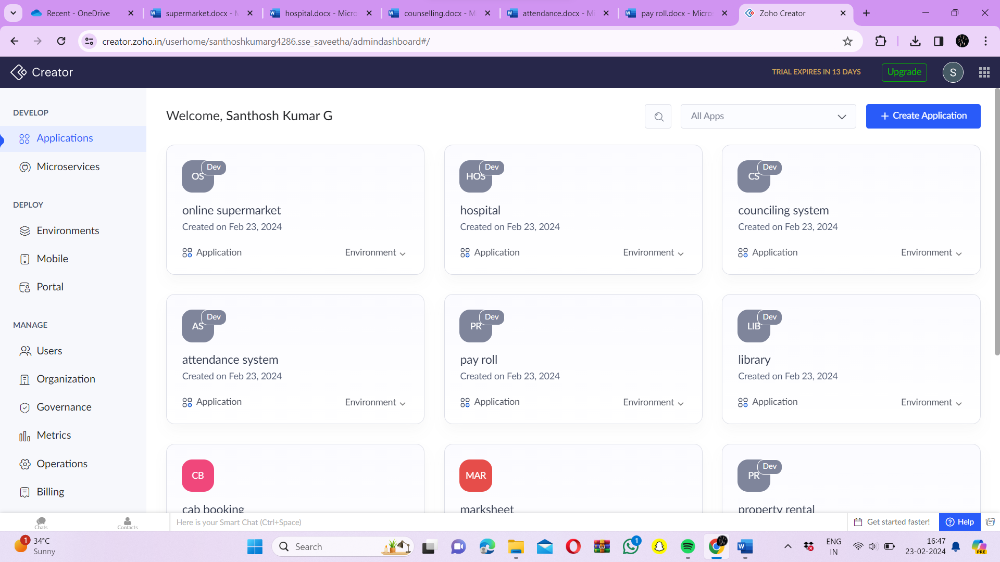 Recent - OneDrive
supermarket.docx - M
hospital.docx - Micro
counselling.docx - M
attendance.docx - Mi
pay roll.docx - Micros
Zoho Creator
creator.zoho.in/userhome/santhoshkumarg4286.sse_saveetha/admindashboard#/
Creator
TRIAL EXPIRES IN 13 DAYS
Upgrade
S
DEVELOP
Applications
Microservices
DEPLOY
Environments
Mobile
Portal
MANAGE
Users
Organization
Governance
Metrics
Operations
Billing
Welcome, Santhosh Kumar G
All Apps
+ Create Application
OS Dev
online supermarket
Created on Feb 23, 2024
Application Environment
HOS Dev
hospital
Created on Feb 23, 2024
Application Environment
CS Dev
counciling system
Created on Feb 23, 2024
Application Environment
AS Dev
attendance system
Created on Feb 23, 2024
Application Environment
PR Dev
pay roll
Created on Feb 23, 2024
Application Environment
LIB Dev
library
Created on Feb 23, 2024
Application Environment
CB
cab booking
MAR
marksheet
PR Dev
property rental
Chats
Contacts
Here is your Smart Chat (Ctrl+Space)
Get started faster!
Help
1
34°C
Sunny
Search
1
ENG
IN
16:47
23-02-2024
PRE